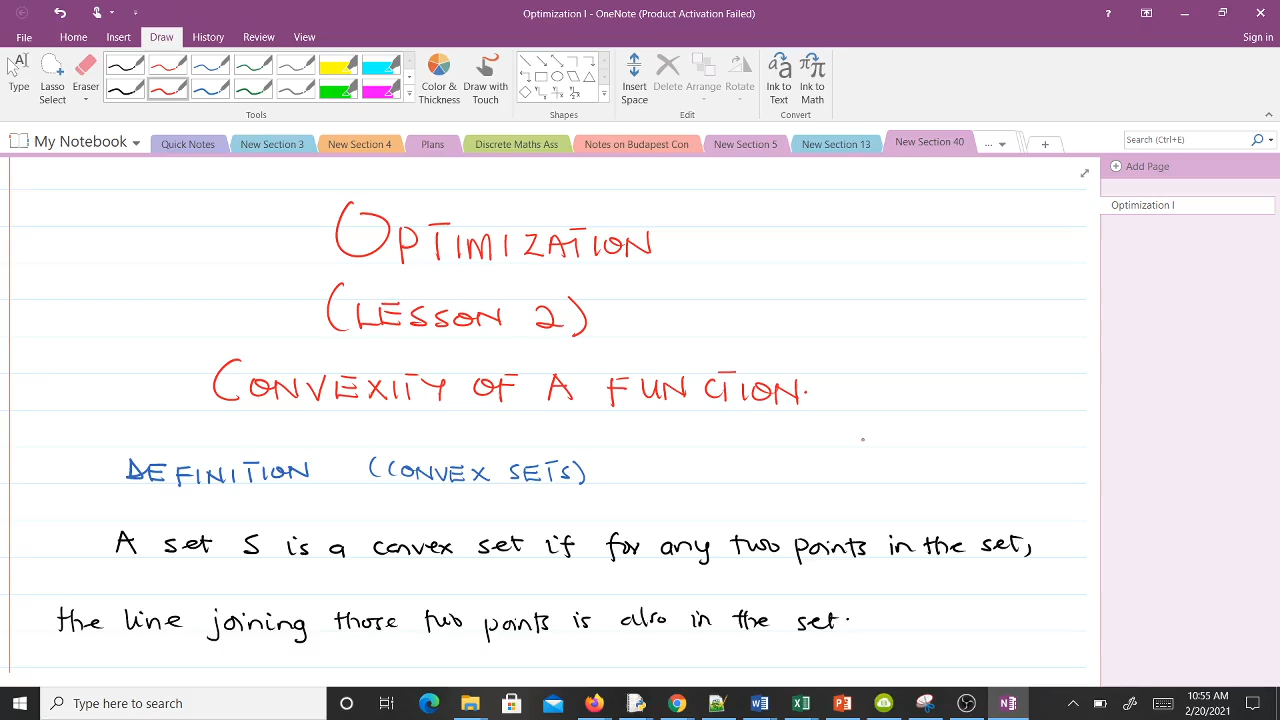 Optimization I - OneNote (Product Activation Failed)
File Home Insert Draw History Review View Sign in
Type Lasso Select Eraser Color & Thickness Draw with Touch Insert Space Delete Arrange Rotate Ink to Text Ink to Math
Tools Shapes Edit Convert
My Notebook Quick Notes New Section 3 New Section 4 Plans Discrete Maths Ass Notes on Budapest Con New Section 5 New Section 13 New Section 40 ... Search (Ctrl+E)
Add Page
Optimization I
OPTIMIZATION
(LESSON 2)
CONVEXITY OF A FUNCTION.
DEFINITION (CONVEX SETS)
A set S is a convex set if for any two points in the set,
the line joining those two points is also in the set.
Type here to search
10:55 AM
2/20/2021